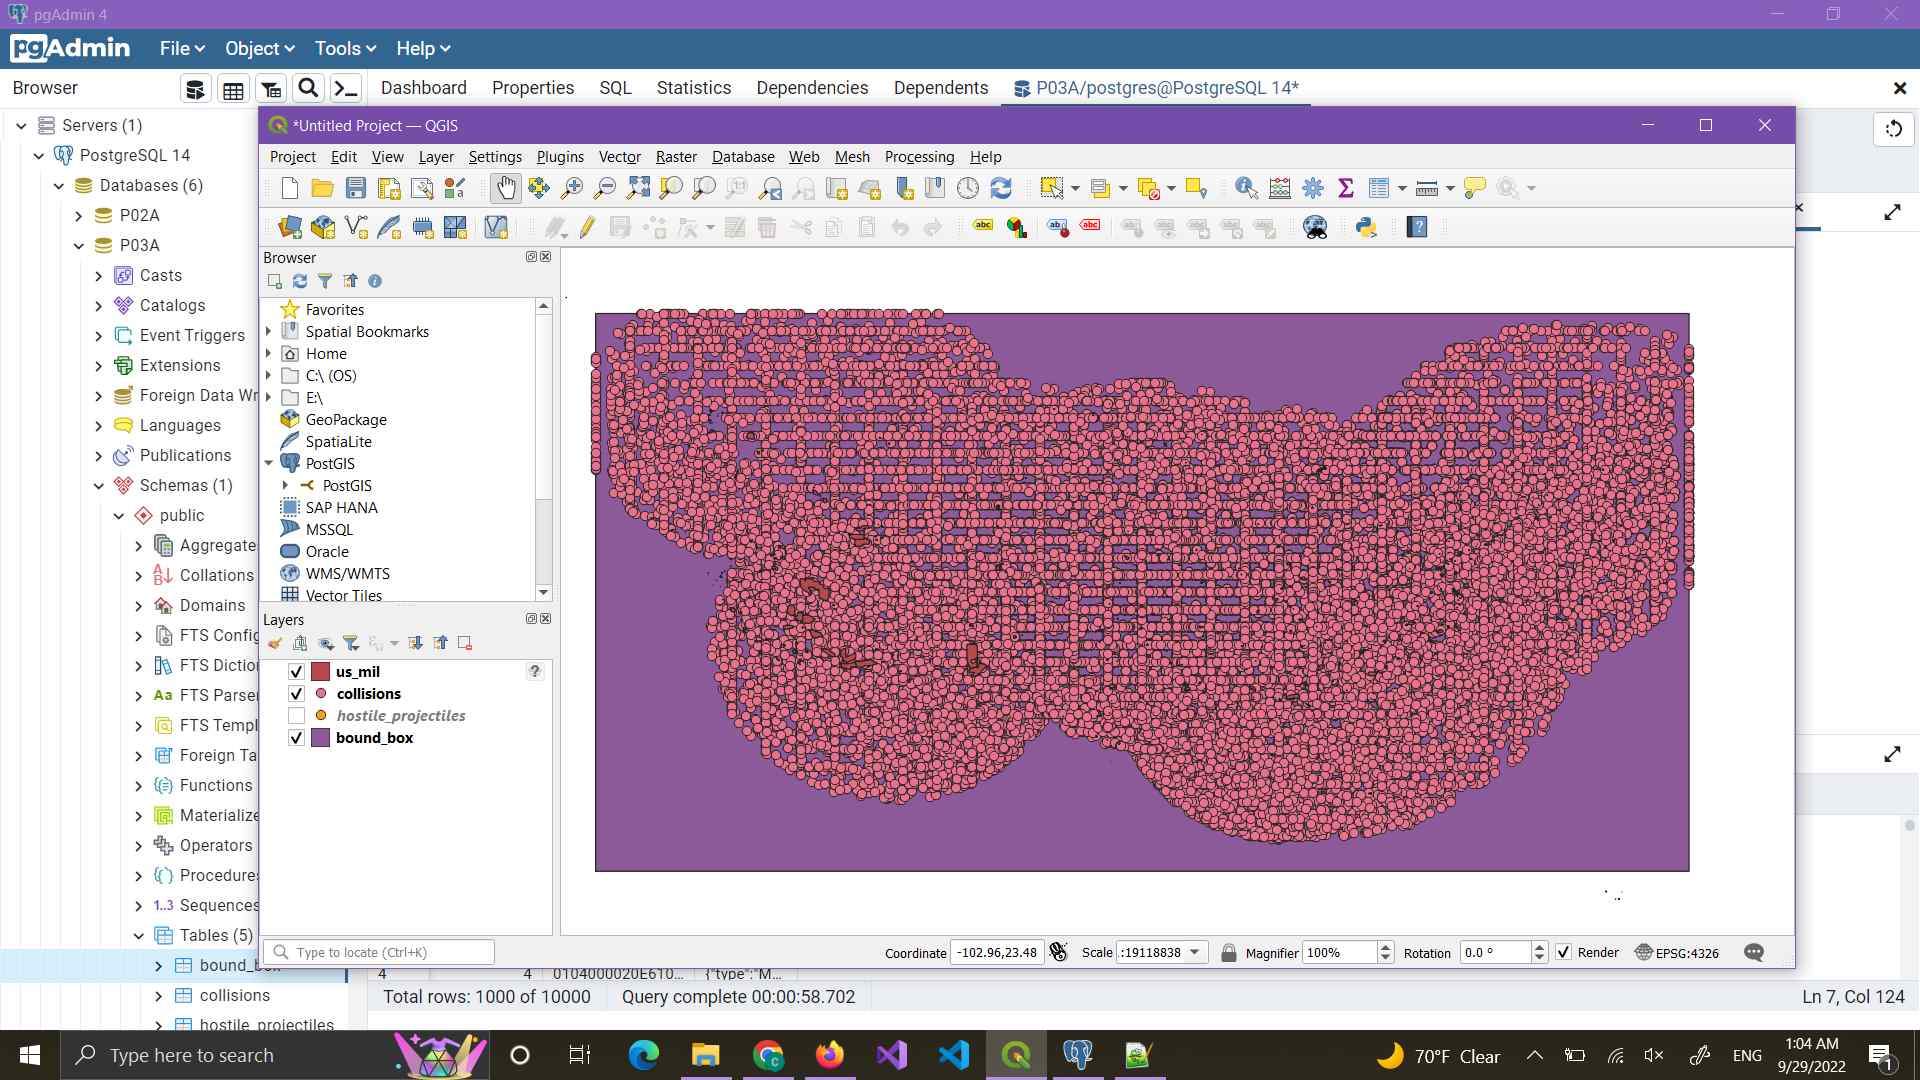 pgAdmin 4
pgAdmin File Object Tools Help
Browser Dashboard Properties SQL Statistics Dependencies Dependents P03A/postgres@PostgreSQL 14*
Servers (1)
PostgreSQL 14
Databases (6)
P02A
P03A
Casts
Catalogs
Event Triggers
Extensions
Foreign Data Wr
Languages
Publications
Schemas (1)
public
Aggregate
Collations
Domains
FTS Config
FTS Dictio
FTS Parser
FTS Templ
Foreign Ta
Functions
Materialize
Operators
Procedure
1..3 Sequences
Tables (5)
bound_box
collisions
hostile_projectiles
*Untitled Project — QGIS
Project Edit View Layer Settings Plugins Vector Raster Database Web Mesh Processing Help
Browser
Favorites
Spatial Bookmarks
Home
C:\ (OS)
E:\
GeoPackage
SpatiaLite
PostGIS
PostGIS
SAP HANA
MSSQL
Oracle
WMS/WMTS
Vector Tiles
Layers
us_mil
collisions
hostile_projectiles
bound_box
Type to locate (Ctrl+K) Coordinate -102.96,23.48 Scale :19118838 Magnifier 100% Rotation 0.0 ° Render EPSG:4326
4 4 0104000020E610... {"type":"M...
Total rows: 1000 of 10000 Query complete 00:00:58.702 Ln 7, Col 124
Type here to search 70°F Clear ENG 1:04 AM
9/29/2022 1